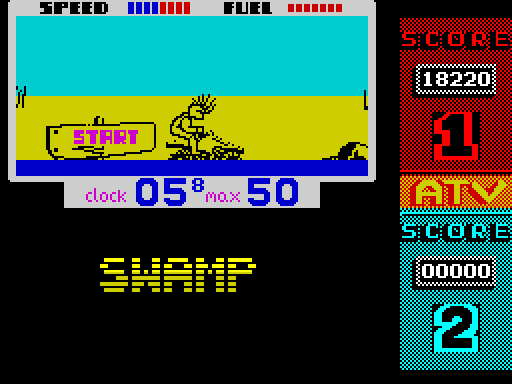 SPEED FUEL
START
clock 05 8 max 50
SWAMP
SCORE
18220
1
ATV
SCORE
00000
2